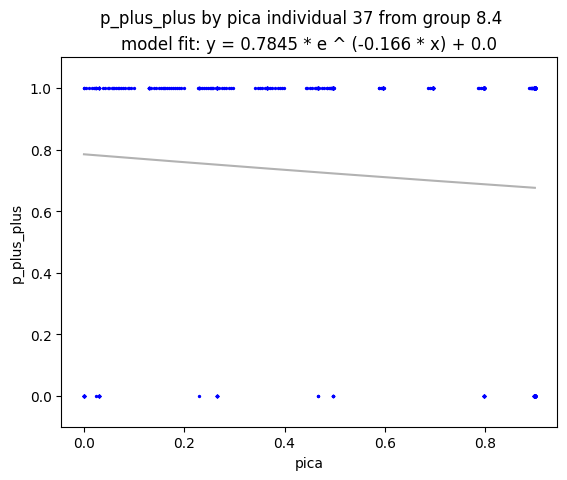 p_plus_plus by pica individual 37 from group 8.4
model fit: y = 0.7845 * e ^ (-0.166 * x) + 0.0
1.0
0.8
0.6
0.4
0.2
0.0
p_plus_plus
0.0 0.2 0.4 0.6 0.8
pica